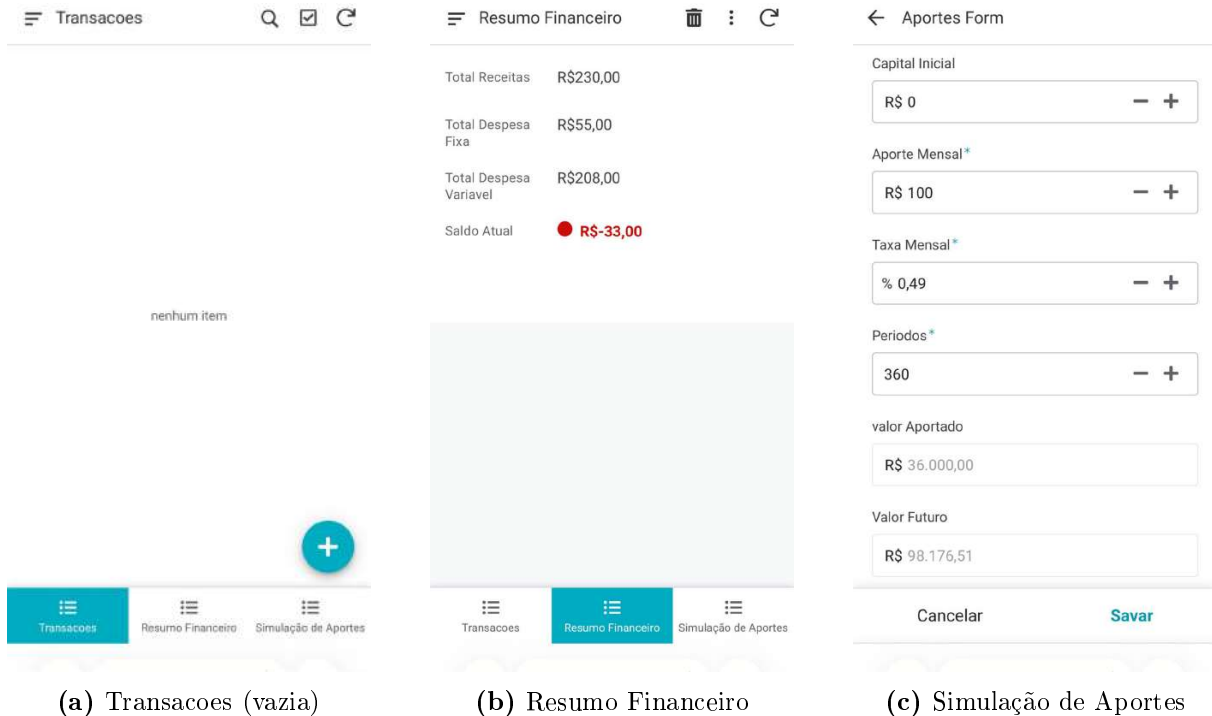 Transacoes
nenhum item
Transacoes
Resumo Financeiro
Simulação de Aportes
(a) Transacoes (vazia)
Resumo Financeiro
Total Receitas
R$230,00
Total Despesa
Fixa
R$55,00
Total Despesa
Variavel
R$208,00
Saldo Atual
R$-33,00
Transacoes
Resumo Financeiro
Simulação de Aportes
(b) Resumo Financeiro
Aportes Form
Capital Inicial
R$ 0
Aporte Mensal*
R$ 100
Taxa Mensal*
% 0,49
Periodos*
360
valor Aportado
R$ 36.000,00
Valor Futuro
R$ 98.176,51
Cancelar
Savar
(c) Simulação de Aportes